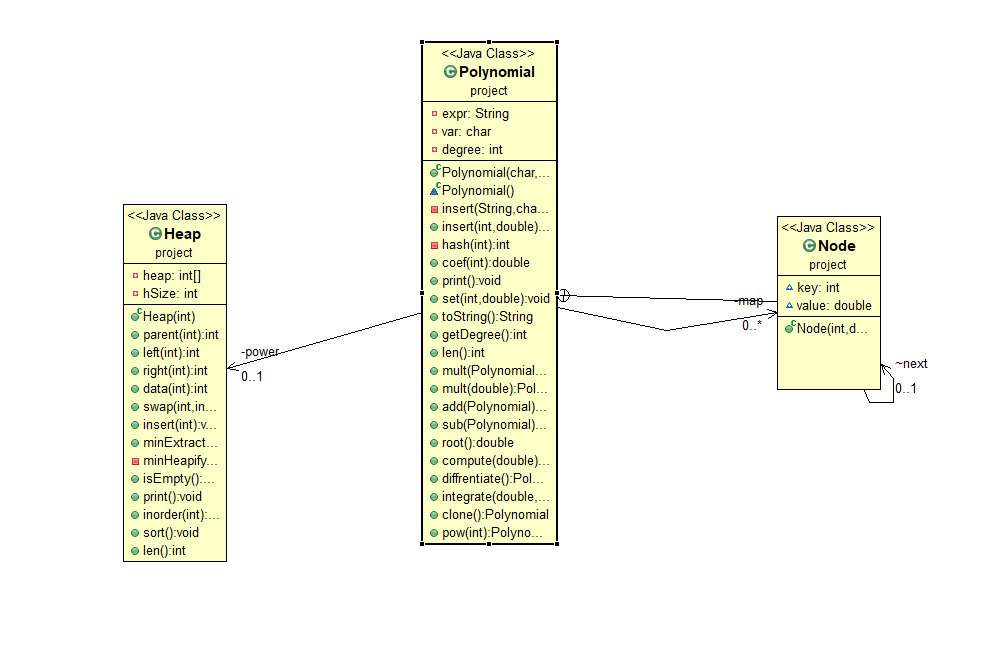 <<Java Class>>
Polynomial
project
expr: String
var: char
degree: int
Polynomial(char,...
Polynomial()
insert(String,cha...
insert(int,double)...
hash(int):int
coef(int):double
print():void
set(int,double):void
toString():String
getDegree():int
len():int
mult(Polynomial...
mult(double):Pol...
add(Polynomial)...
sub(Polynomial)...
root():double
compute(double)...
diffrentiate():Pol...
integrate(double,...
clone():Polynomial
pow(int):Polyno...
<<Java Class>>
Heap
project
heap: int[]
hSize: int
Heap(int)
parent(int):int
left(int):int
right(int):int
data(int):int
swap(int,in...
insert(int):v...
minExtract...
minHeapify...
isEmpty():...
print():void
inorder(int):...
sort():void
len():int
-power
0..1
<<Java Class>>
Node
project
key: int
value: double
Node(int,d...
-map
0..*
~next
0..1